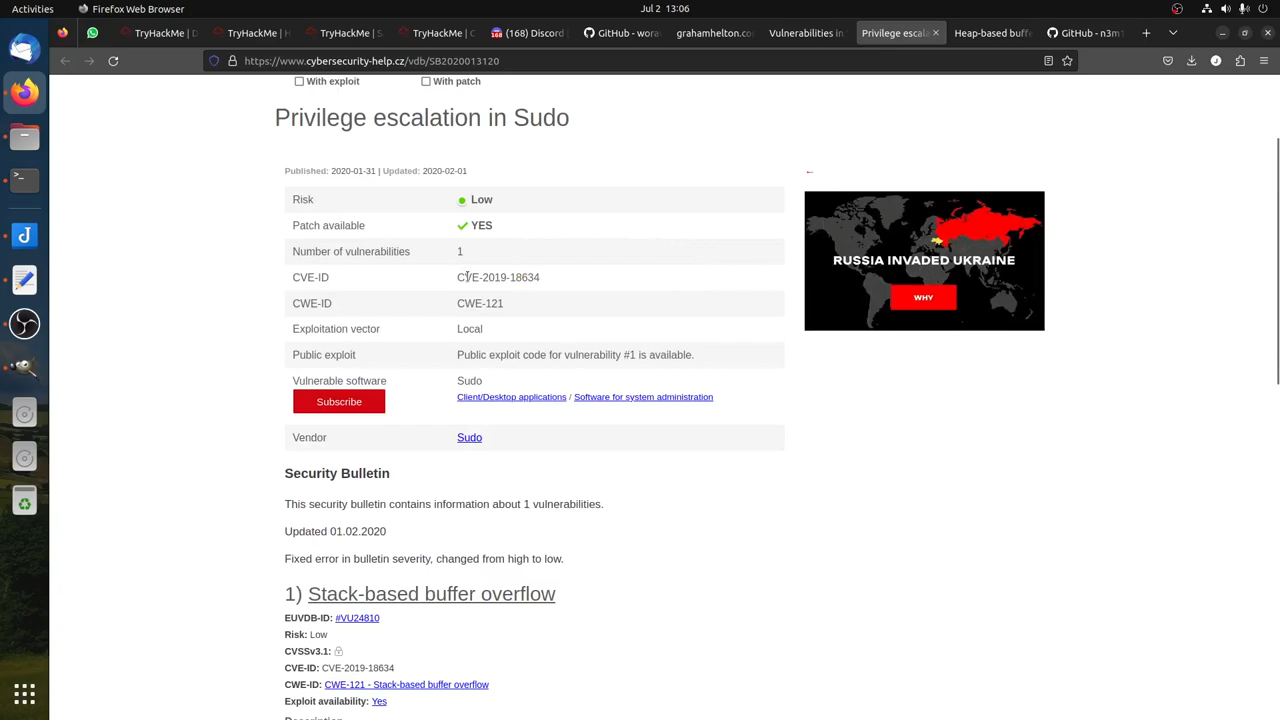 Jul 2 13:06
TryHackMe | D
TryHackMe | H
TryHackMe | S
TryHackMe | C
(168) Discord |
GitHub - wora
grahamhelton.co
Vulnerabilities in
Privilege escala
Heap-based buff
GitHub - n3m1
https://www.cybersecurity-help.cz/vdb/SB2020013120
With exploit
With patch
Privilege escalation in Sudo
Published: 2020-01-31 | Updated: 2020-02-01
←
Risk Low
Patch available YES
Number of vulnerabilities 1
CVE-ID CVE-2019-18634
CWE-ID CWE-121
Exploitation vector Local
Public exploit Public exploit code for vulnerability #1 is available.
Vulnerable software Sudo
Subscribe Client/Desktop applications / Software for system administration
Vendor Sudo
RUSSIA INVADED UKRAINE
WHY
Security Bulletin
This security bulletin contains information about 1 vulnerabilities.
Updated 01.02.2020
Fixed error in bulletin severity, changed from high to low.
1) Stack-based buffer overflow
EUVDB-ID: #VU24810
Risk: Low
CVSSv3.1:
CVE-ID: CVE-2019-18634
CWE-ID: CWE-121 - Stack-based buffer overflow
Exploit availability: Yes
Description